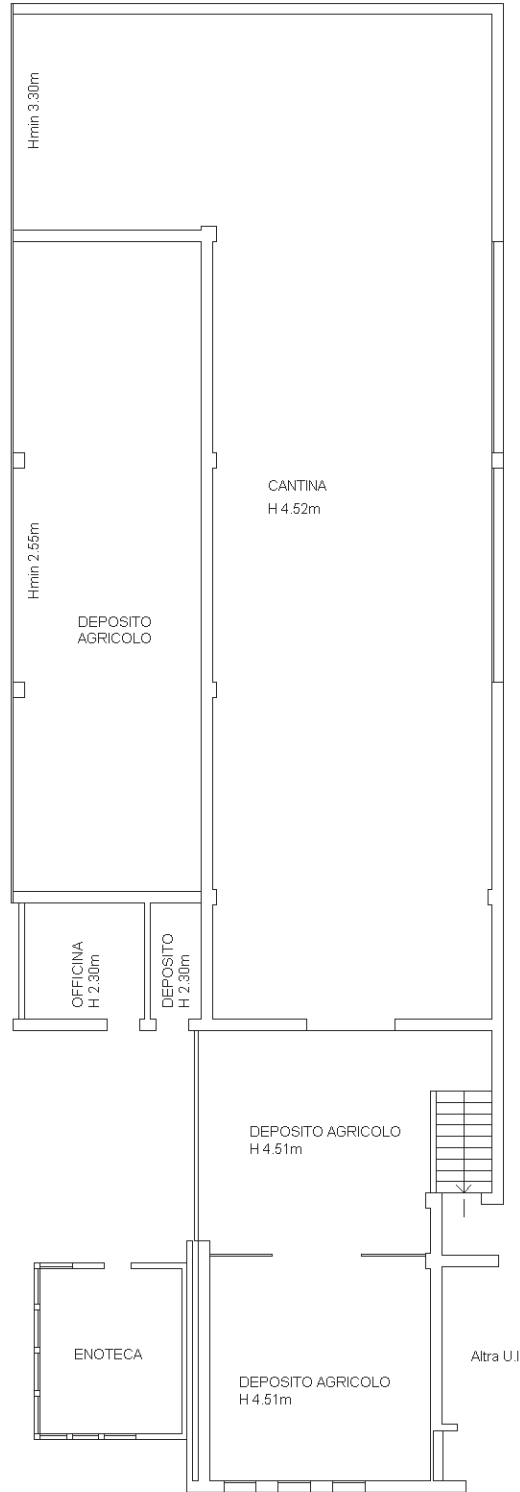 Hmin 3.30m
CANTINA
H 4.52m
Hmin 2.55m
DEPOSITO
AGRICOLO
OFFICINA
H 2.30m
DEPOSITO
H 2.30m
DEPOSITO AGRICOLO
H 4.51m
ENOTECA
Altra U.I
DEPOSITO AGRICOLO
H 4.51m